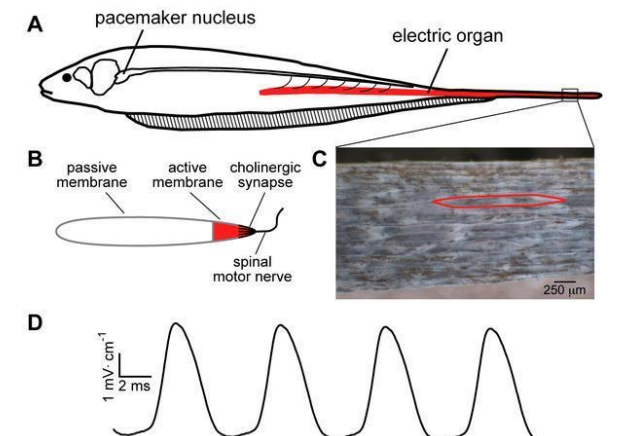 A
pacemaker nucleus
electric organ
B
passive
membrane
active
membrane
cholinergic
synapse
spinal
motor nerve
C
250 μm
D
1 mV· cm⁻¹
2 ms